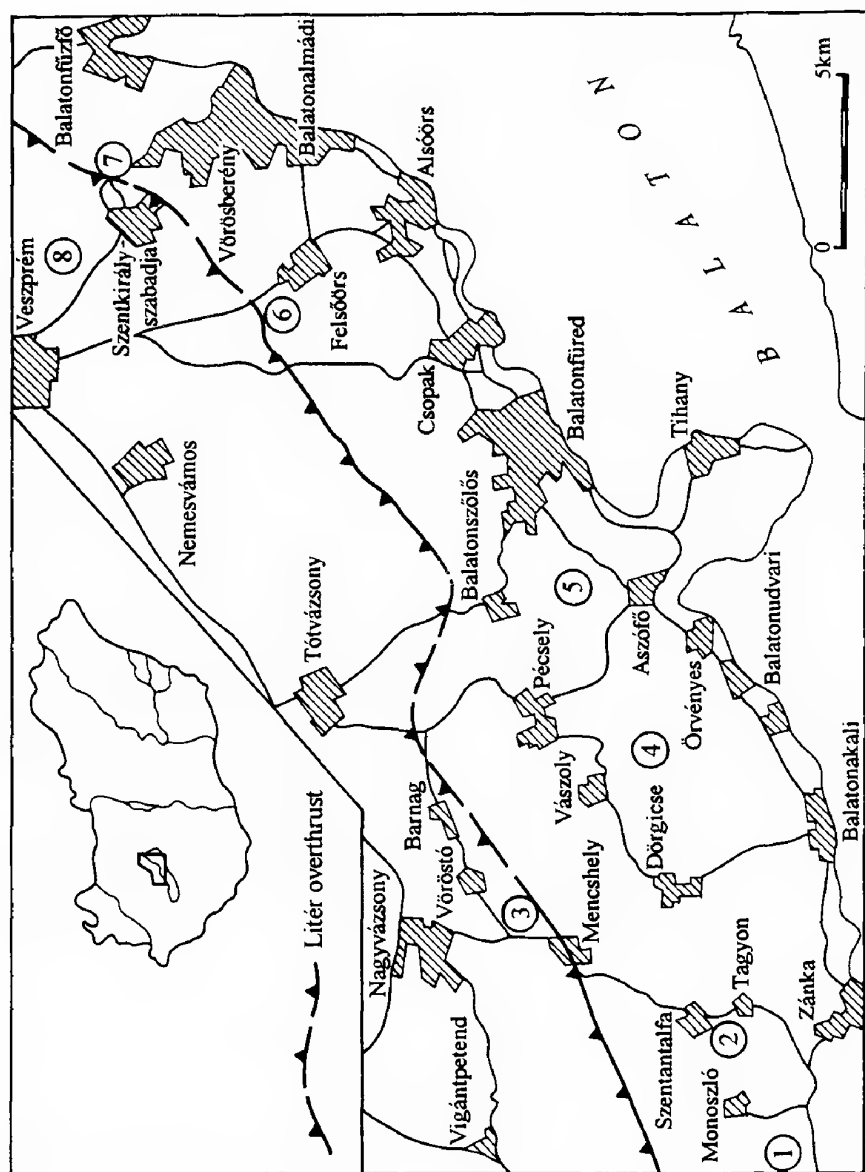 Veszprém
Balatonfűzfő
8
7
Szentkirály-
szabadja
Nemesvámos
Vörösberény
6
Balatonalmádi
Litér overthrust
Tótvázsony
Felsőörs
Alsóörs
Nagyvázsony
Barnag
Csopak
Vöröstó
Vigántpetend
Balatonszőlős
3
Pécsely
Vászoly
5
Balatonfüred
Mencshely
Dörgicse
Aszófő
4
Szentantalfa
Tihany
Örvényes
Monoszló
2
Tagyon
Balatonudvari
BALATON
1
Zánka
Balatonakali
0 5km